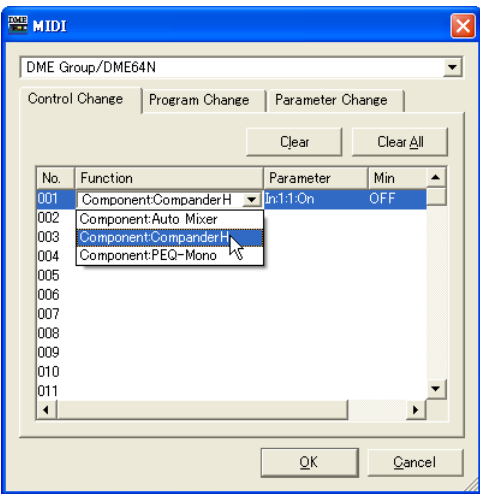 DME MIDI
DME Group/DME64N
Control Change Program Change Parameter Change
Clear Clear All
No. Function Parameter Min
001 Component:CompanderH In:1:1:On OFF
002 Component:Auto Mixer
003 Component:CompanderH
004 Component:PEQ-Mono
005
006
007
008
009
010
011
OK Cancel